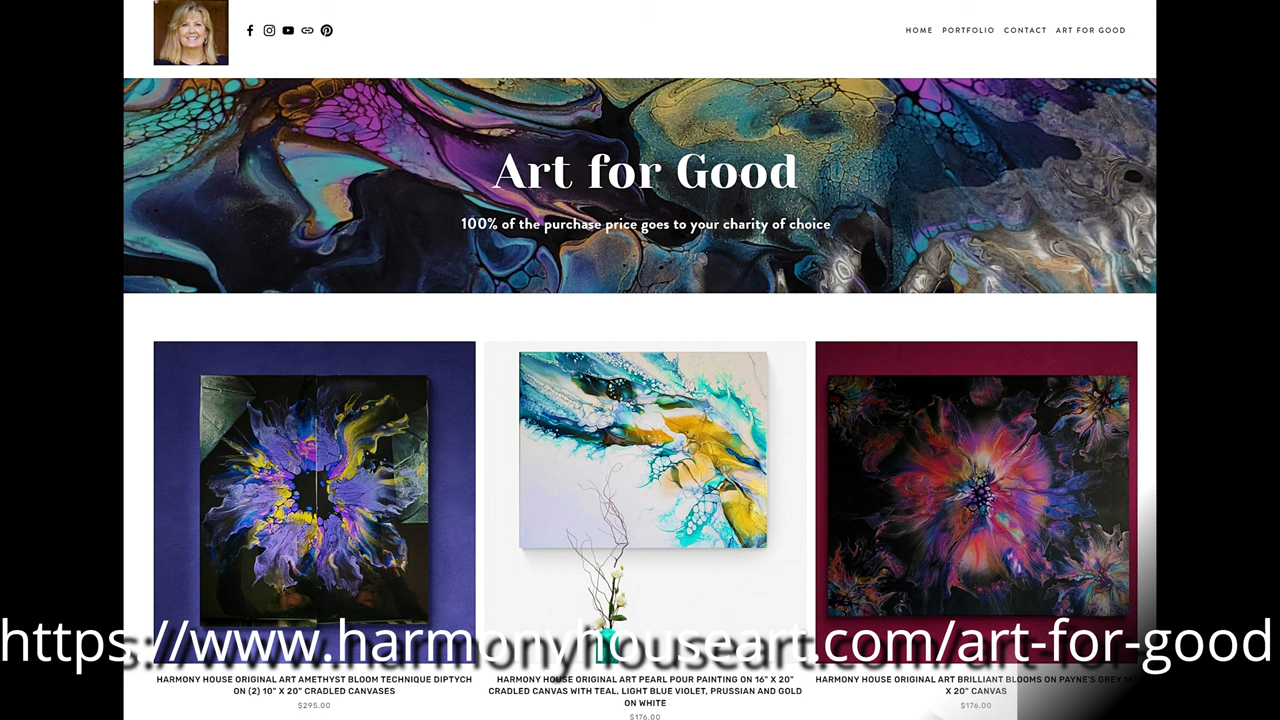 HOME PORTFOLIO CONTACT ART FOR GOOD
Art for Good
100% of the purchase price goes to your charity of choice
https://www.harmonyhouseart.com/art-for-good
HARMONY HOUSE ORIGINAL ART AMETHYST BLOOM TECHNIQUE DIPTYCH
ON (2) 10" X 20" CRADLED CANVASES
$295.00
HARMONY HOUSE ORIGINAL ART PEARL POUR PAINTING ON 16" X 20"
CRADLED CANVAS WITH TEAL, LIGHT BLUE VIOLET, PRUSSIAN AND GOLD
ON WHITE
$176.00
HARMONY HOUSE ORIGINAL ART BRILLIANT BLOOMS ON PAYNE'S GREY 16"
X 20" CANVAS
$176.00